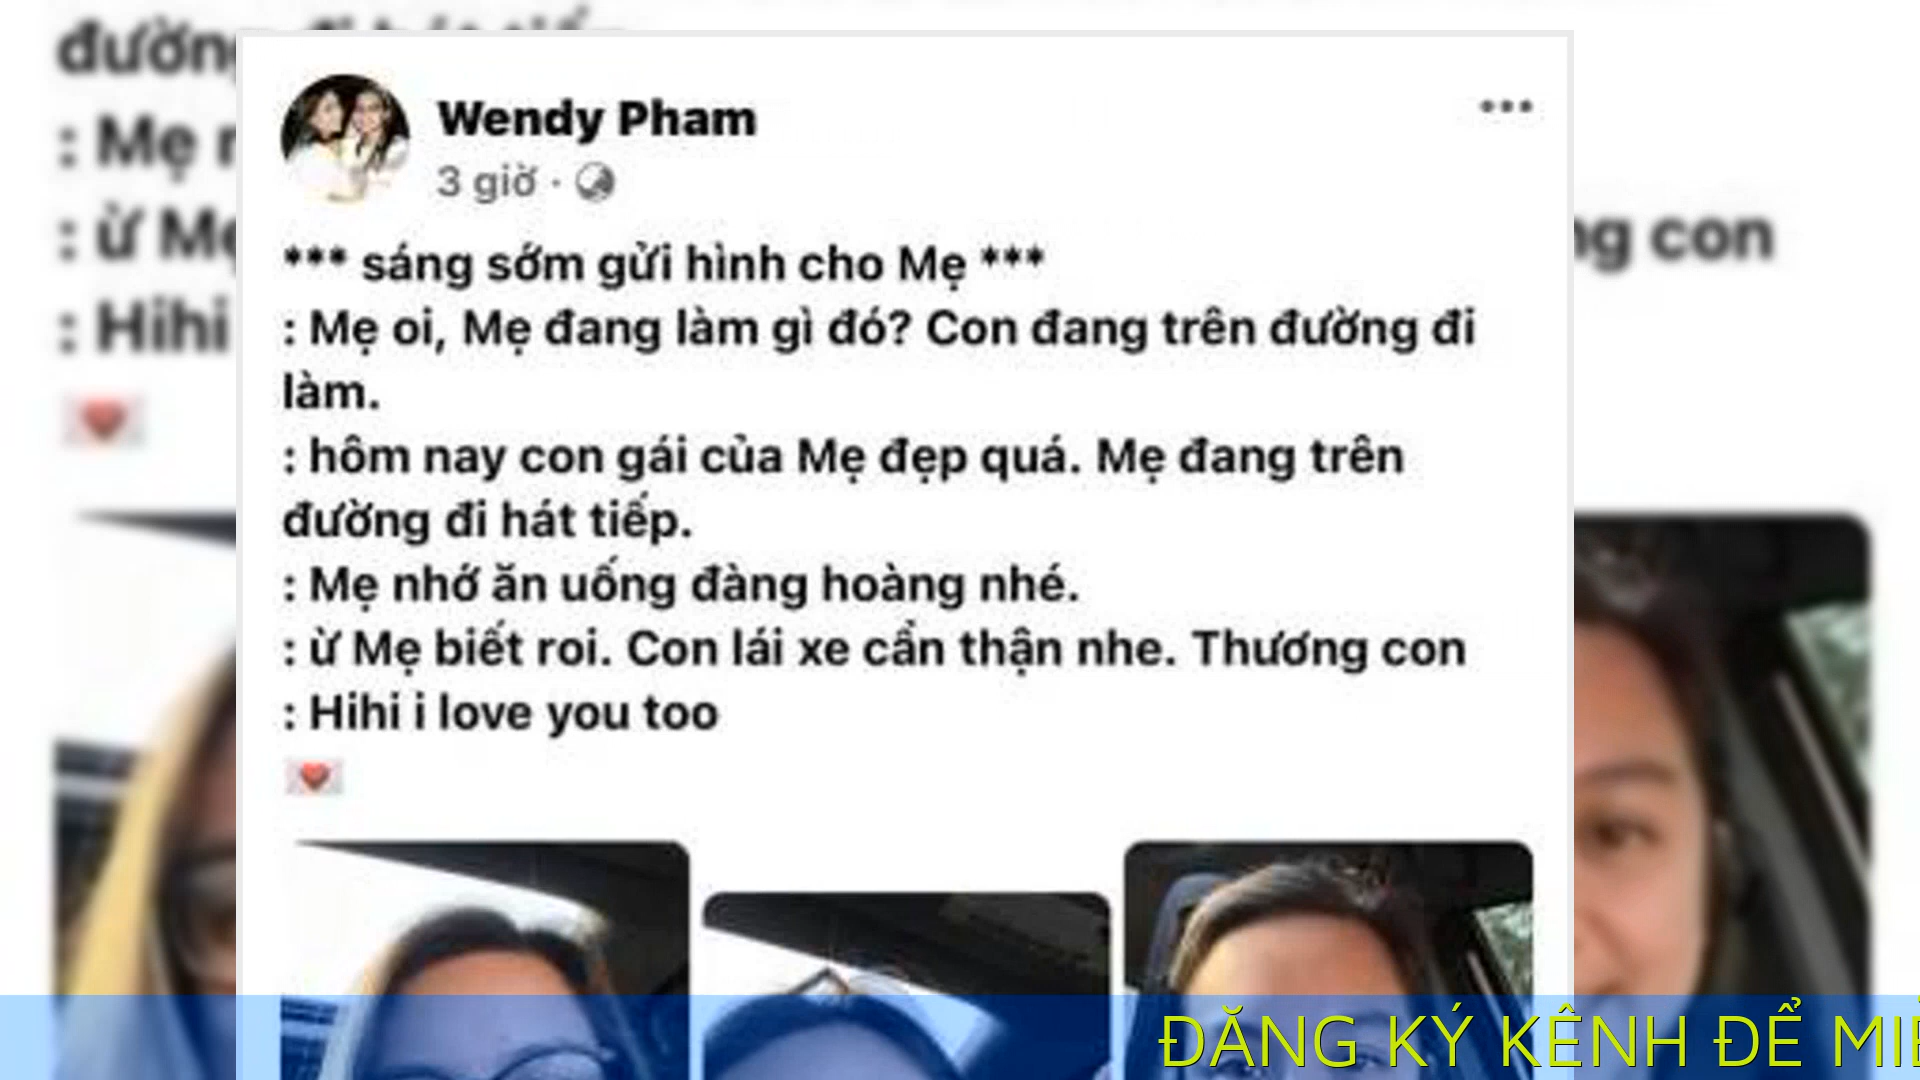 Wendy Pham
3 giờ ·
*** sáng sớm gửi hình cho Mẹ ***
: Mẹ oi, Mẹ đang làm gì đó? Con đang trên đường đi
làm.
: hôm nay con gái của Mẹ đẹp quá. Mẹ đang trên
đường đi hát tiếp.
: Mẹ nhớ ăn uống đàng hoàng nhé.
: ừ Mẹ biết roi. Con lái xe cẩn thận nhe. Thương con
: Hihi i love you too
ĐĂNG KÝ KÊNH ĐỂ